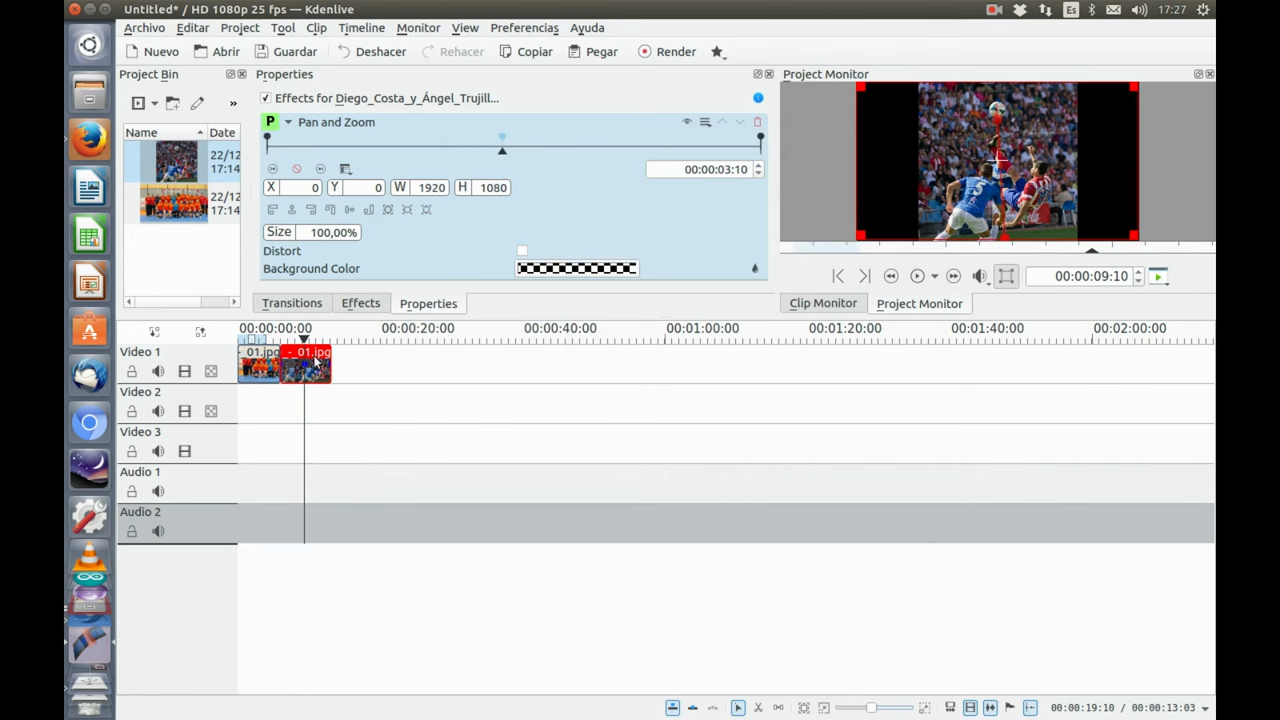 Untitled* / HD 1080p 25 fps — Kdenlive
Es
17:27
Archivo Editar Project Tool Clip Timeline Monitor View Preferencias Ayuda
Nuevo Abrir Guardar Deshacer Rehacer Copiar Pegar Render
Project Bin
Properties
Project Monitor
»
Effects for Diego_Costa_y_Ángel_Trujill...
Name Date
P Pan and Zoom
22/12
17:14
22/12
17:14
00:00:03:10
X 0 Y 0 W 1920 H 1080
Size 100,00%
Distort
Background Color
00:00:09:10
Transitions Effects Properties
Clip Monitor Project Monitor
00:00:00:00 00:00:20:00 00:00:40:00 00:01:00:00 00:01:20:00 00:01:40:00 00:02:00:00
Video 1
- 01.jpg
- _01.jpg
Video 2
Video 3
Audio 1
Audio 2
00:00:19:10 / 00:00:13:03